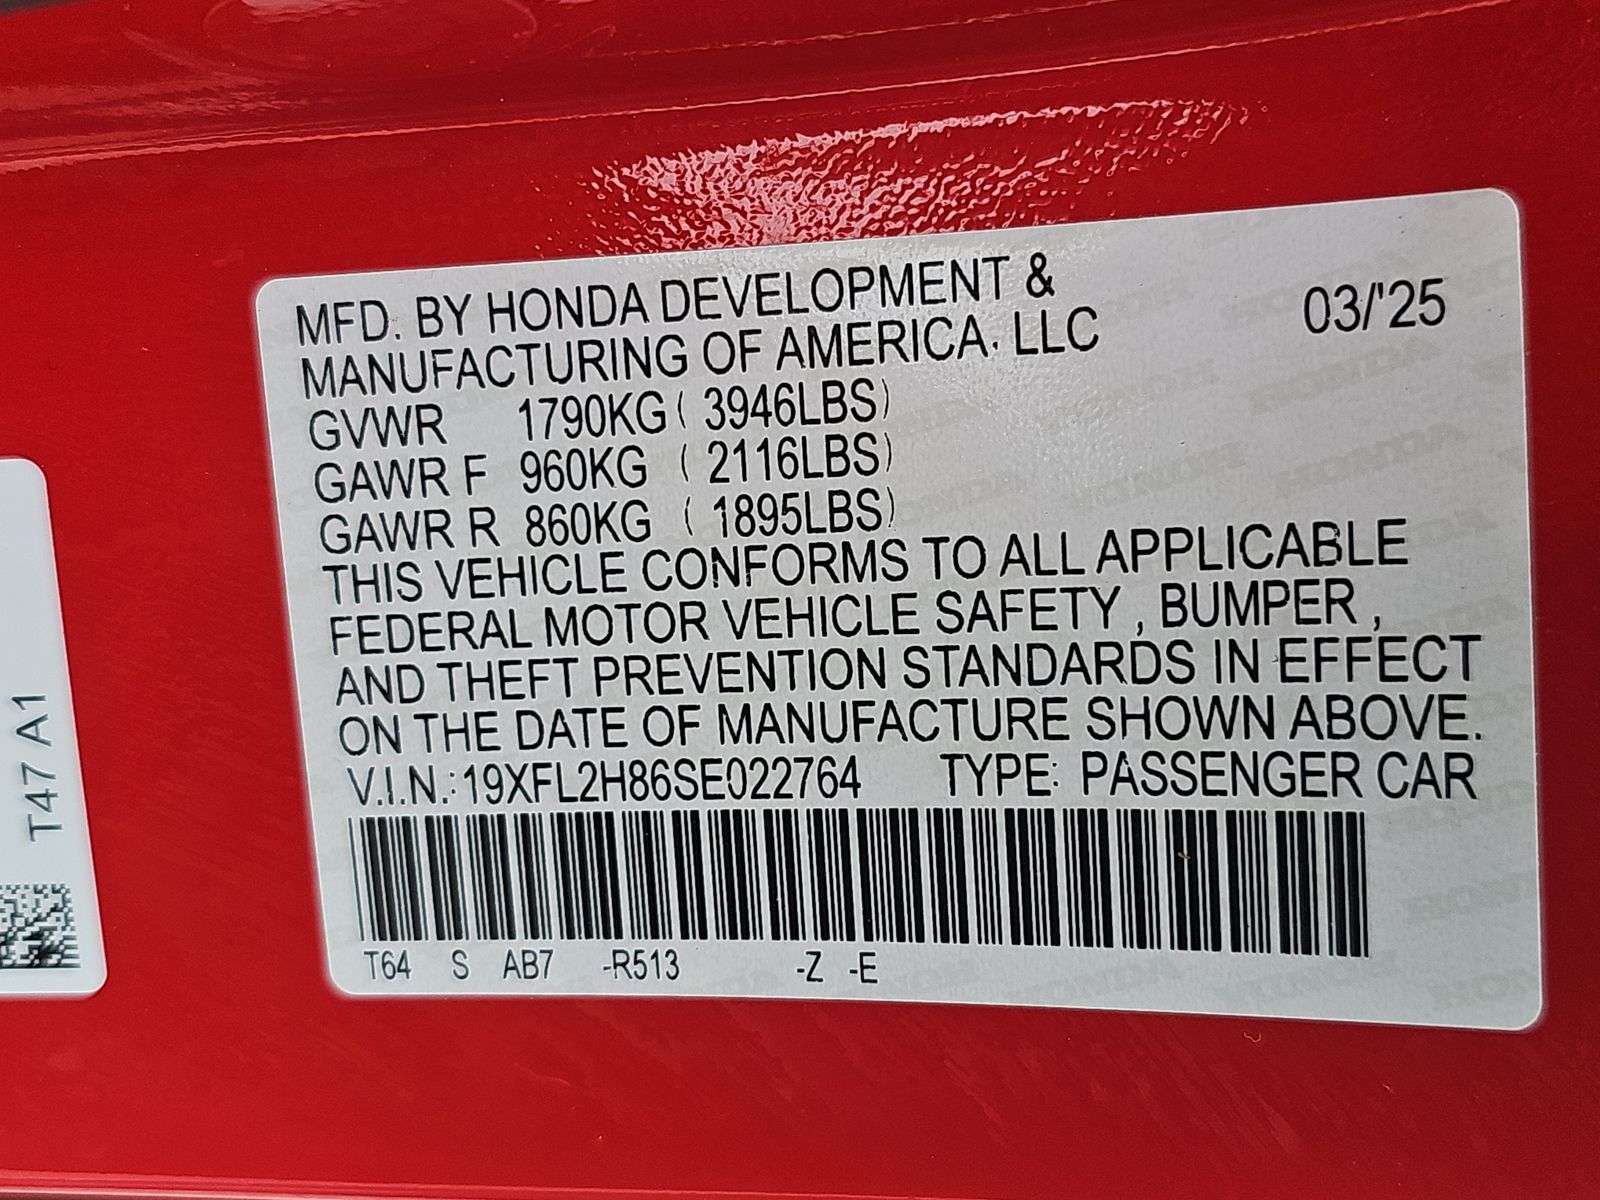 MFD. BY HONDA DEVELOPMENT &
MANUFACTURING OF AMERICA. LLC
03/'25
GVWR 1790KG ( 3946LBS)
GAWR F 960KG ( 2116LBS)
GAWR R 860KG ( 1895LBS)
THIS VEHICLE CONFORMS TO ALL APPLICABLE
FEDERAL MOTOR VEHICLE SAFETY , BUMPER ,
AND THEFT PREVENTION STANDARDS IN EFFECT
ON THE DATE OF MANUFACTURE SHOWN ABOVE.
V.I.N.: 19XFL2H86SE022764 TYPE: PASSENGER CAR
T64 S AB7 -R513 -Z -E
T47 A1